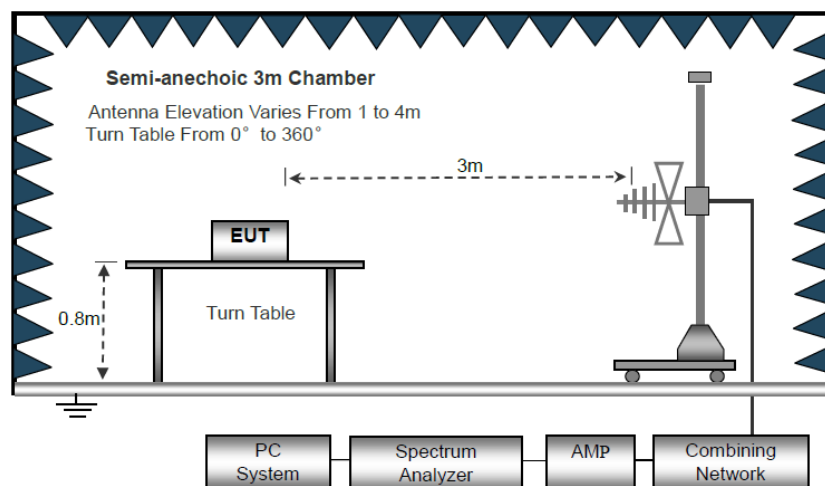 Semi-anechoic 3m Chamber
Antenna Elevation Varies From 1 to 4m
Turn Table From 0° to 360°
3m
EUT
0.8m
Turn Table
PC
System
Spectrum
Analyzer
AMP
Combining
Network